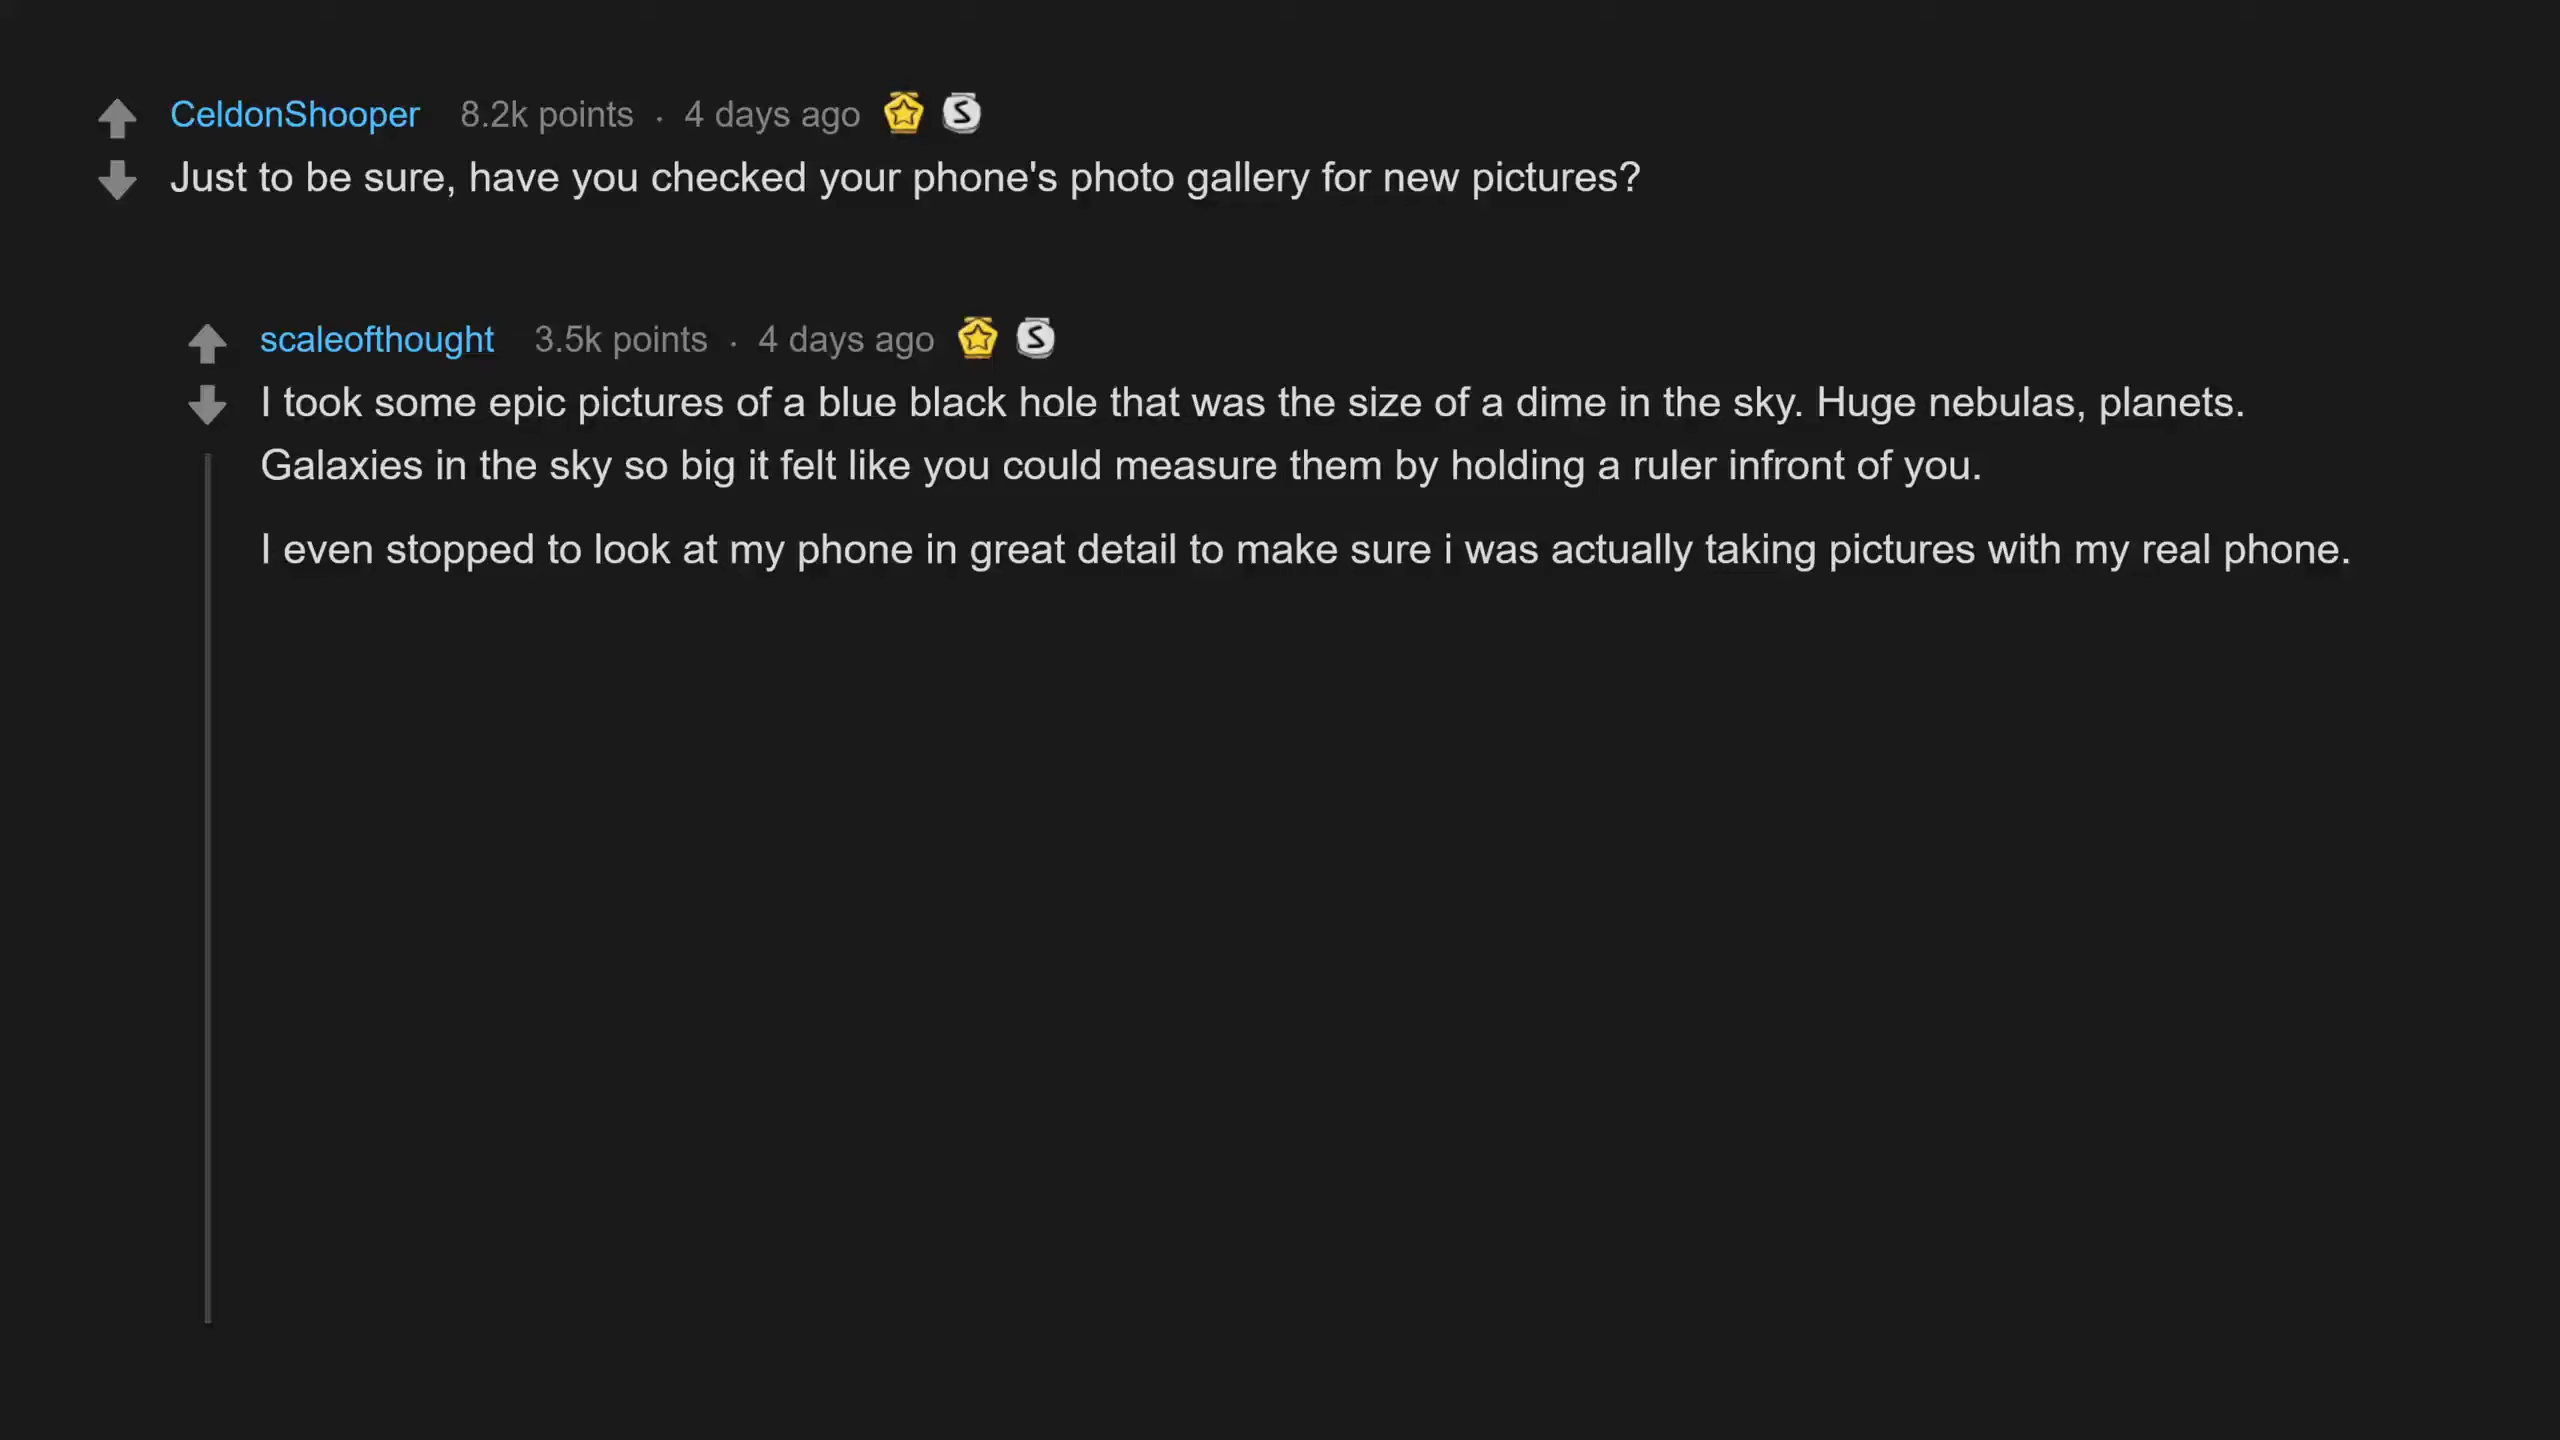 CeldonShooper 8.2k points · 4 days ago
Just to be sure, have you checked your phone's photo gallery for new pictures?
scaleofthought 3.5k points · 4 days ago
I took some epic pictures of a blue black hole that was the size of a dime in the sky. Huge nebulas, planets.
Galaxies in the sky so big it felt like you could measure them by holding a ruler infront of you.
I even stopped to look at my phone in great detail to make sure i was actually taking pictures with my real phone.